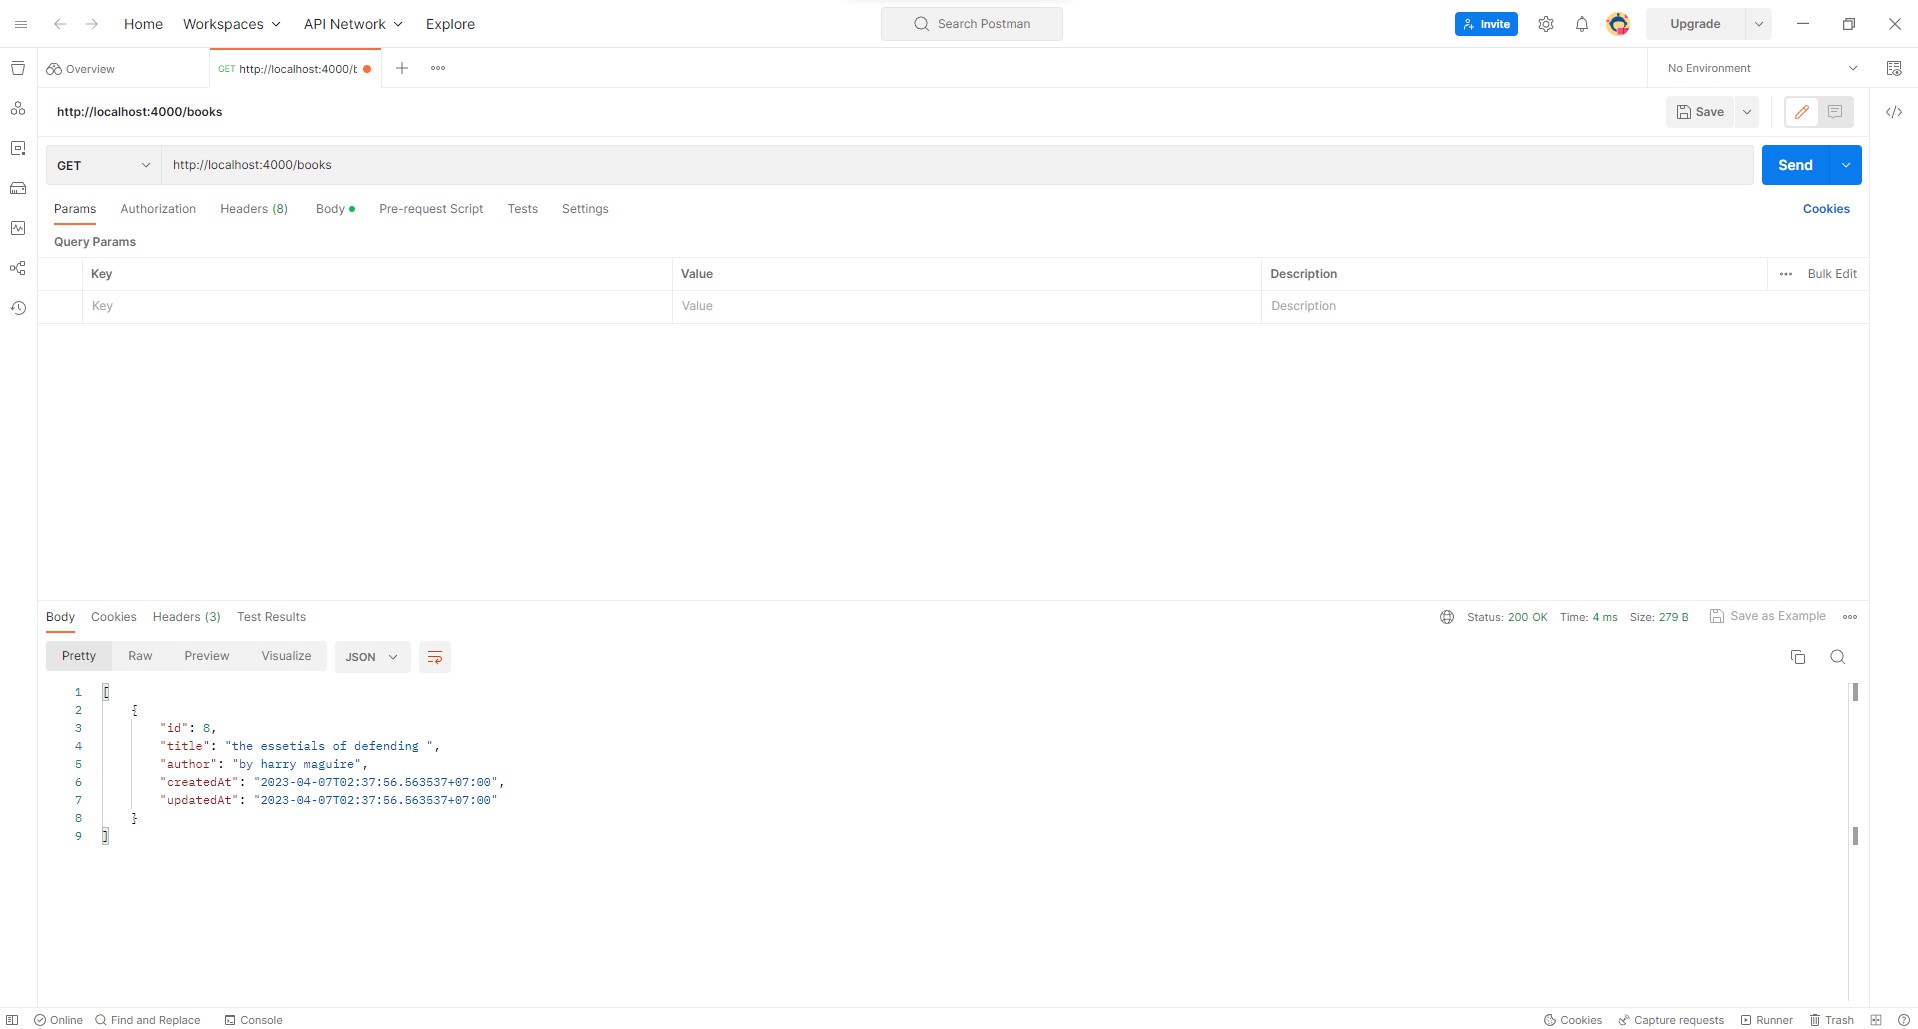 Home Workspaces API Network Explore Search Postman Invite Upgrade
Overview GET http://localhost:4000/b No Environment
http://localhost:4000/books Save
GET http://localhost:4000/books Send
Params Authorization Headers (8) Body Pre-request Script Tests Settings Cookies
Query Params
Key Value Description Bulk Edit
Key Value Description
Body Cookies Headers (3) Test Results Status: 200 OK Time: 4 ms Size: 279 B Save as Example
Pretty Raw Preview Visualize JSON
1 [
2 {
3 "id": 8,
4 "title": "the essetials of defending ",
5 "author": "by harry maguire",
6 "createdAt": "2023-04-07T02:37:56.563537+07:00",
7 "updatedAt": "2023-04-07T02:37:56.563537+07:00"
8 }
9 ]
Online Find and Replace Console Cookies Capture requests Runner Trash